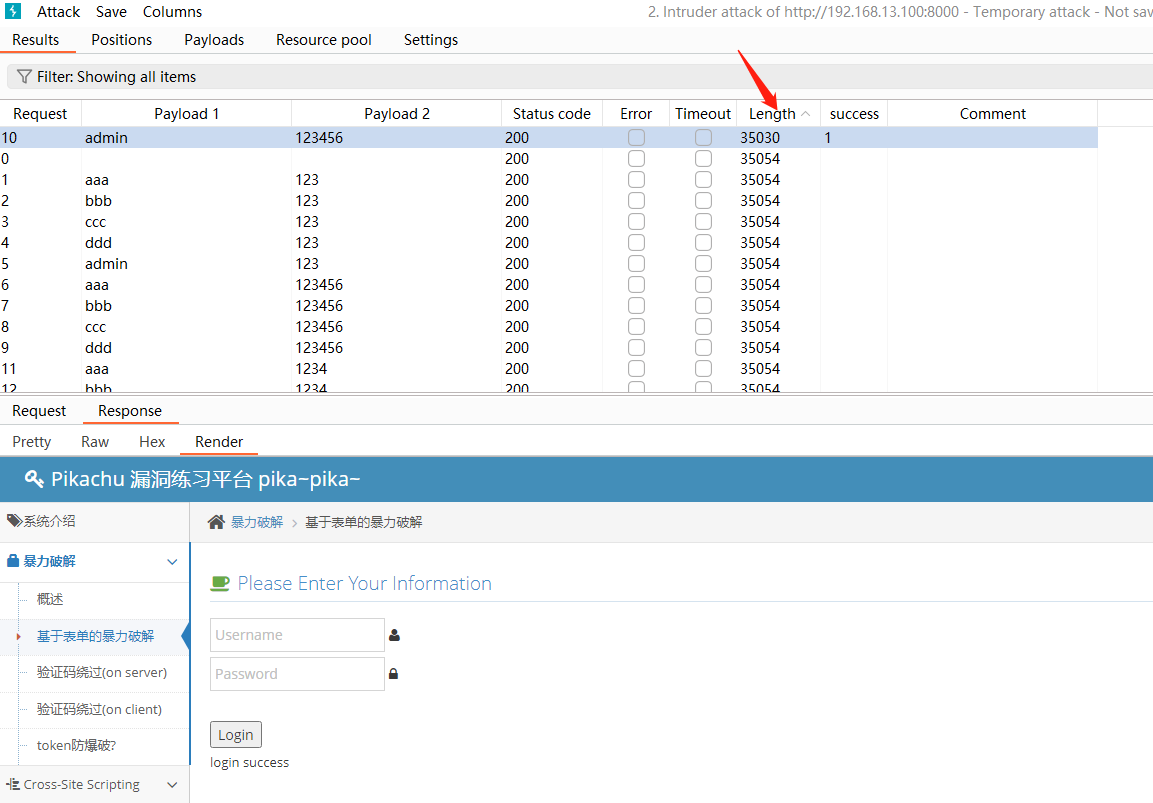 Attack Save Columns 2. Intruder attack of http://192.168.13.100:8000 - Temporary attack - Not sav
Results Positions Payloads Resource pool Settings
Filter: Showing all items
Request Payload 1 Payload 2 Status code Error Timeout Length success Comment
10 admin 123456 200 35030 1
0 200 35054
1 aaa 123 200 35054
2 bbb 123 200 35054
3 ccc 123 200 35054
4 ddd 123 200 35054
5 admin 123 200 35054
6 aaa 123456 200 35054
7 bbb 123456 200 35054
8 ccc 123456 200 35054
9 ddd 123456 200 35054
11 aaa 1234 200 35054
12 bbb 1234 200 35054
Request Response
Pretty Raw Hex Render
Pikachu 漏洞练习平台 pika~pika~
系统介绍
暴力破解 > 基于表单的暴力破解
暴力破解
Please Enter Your Information
概述
基于表单的暴力破解
Username
验证码绕过(on server)
Password
验证码绕过(on client)
Login
token防爆破?
login success
Cross-Site Scripting